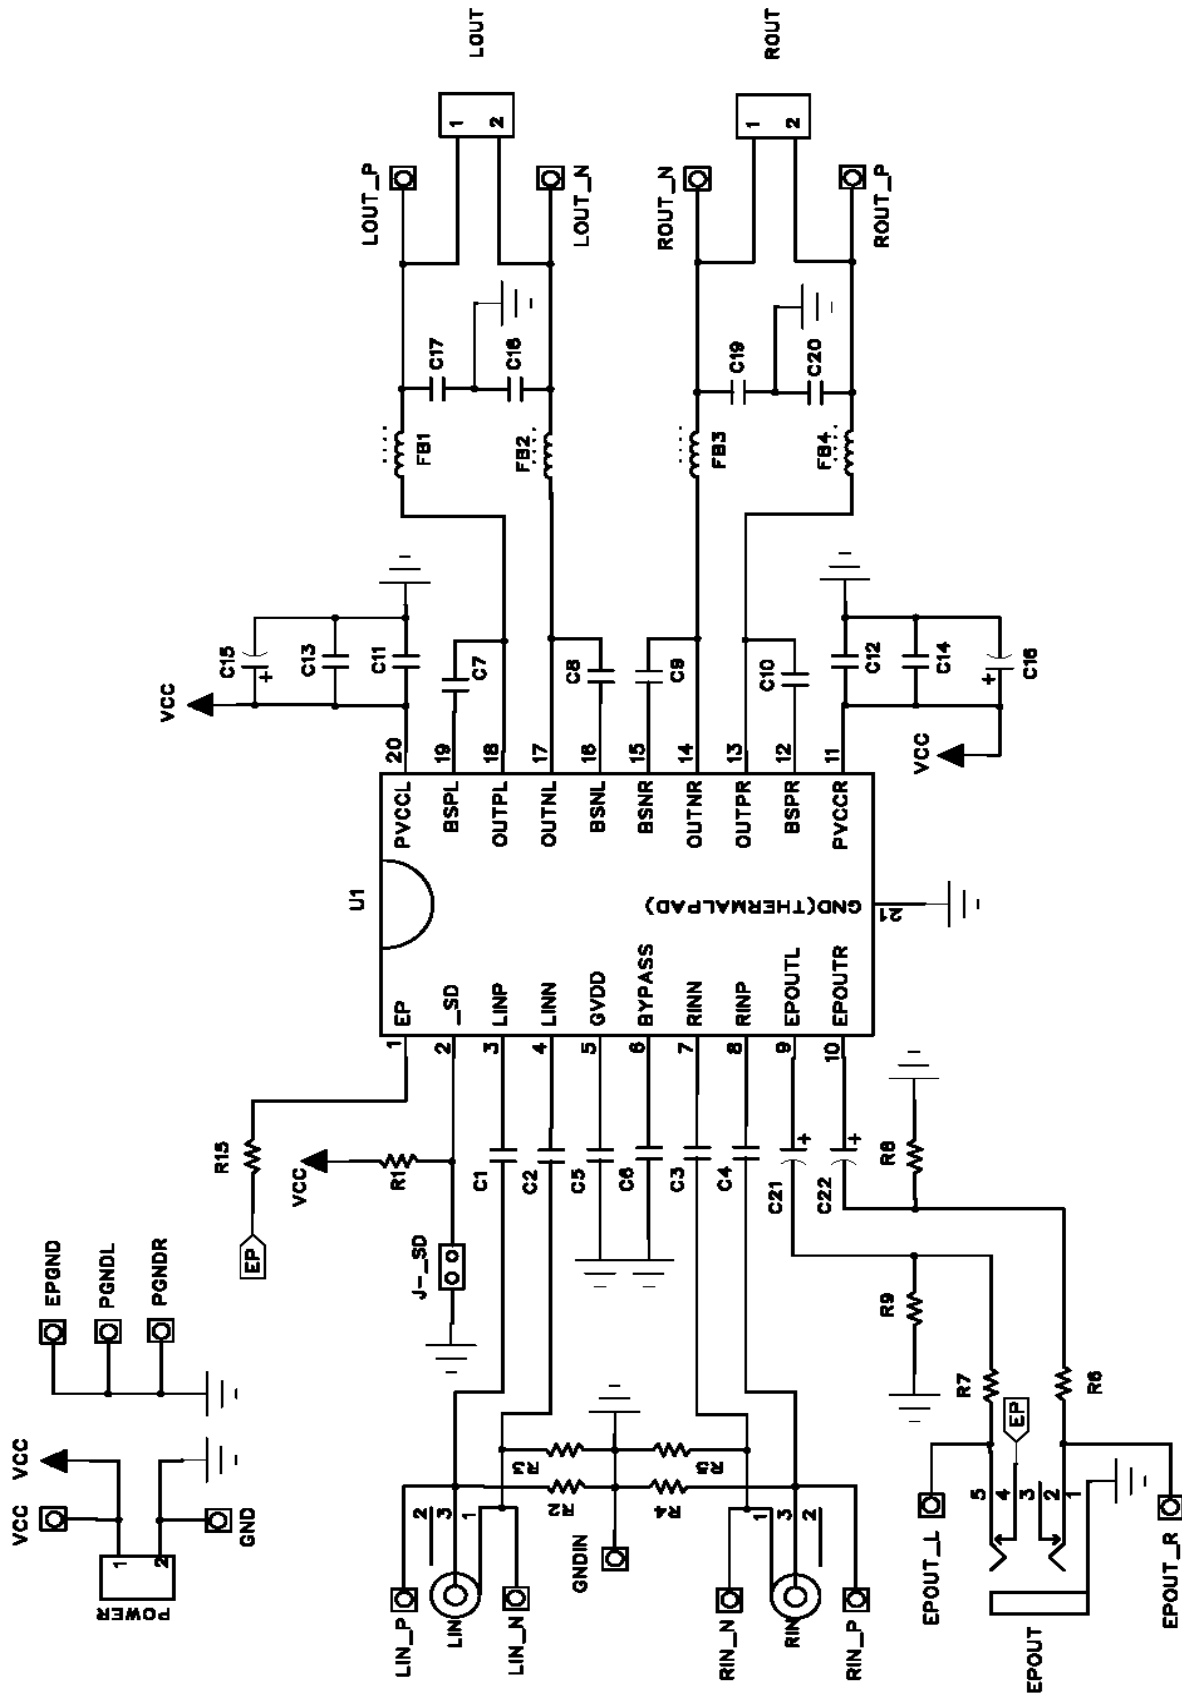 POWER
1
2
VCC
VCC
GND
EPGND
PGNDL
PGNDR
EP
R15
VCC
R1
J-_SD
LIN_P
LIN
LIN_N
2
3
1
R3
R2
R5
R4
GNDIN
RIN_N
RIN
RIN_P
1
3
2
C1
C2
C5
C6
C3
C4
C21
C22
R8
R9
R7
R6
EP
EPOUT_L
EPOUT
EPOUT_R
5
4
3
2
1
U1
1 EP
2 _SD
3 LINP
4 LINN
5 GVDD
6 BYPASS
7 RINN
8 RINP
9 EPOUTL
10 EPOUTR
GND(THERMALPAD)
21
PVCCL 20
BSPL 19
OUTPL 18
OUTNL 17
BSNL 16
BSNR 15
OUTNR 14
OUTPR 13
BSPR 12
PVCCR 11
VCC
C15
C13
C11
C7
C8
C9
C10
C12
C14
C16
VCC
FB1
FB2
FB3
FB4
C17
C18
C19
C20
LOUT_P
LOUT_N
ROUT_N
ROUT_P
1
2
LOUT
1
2
ROUT